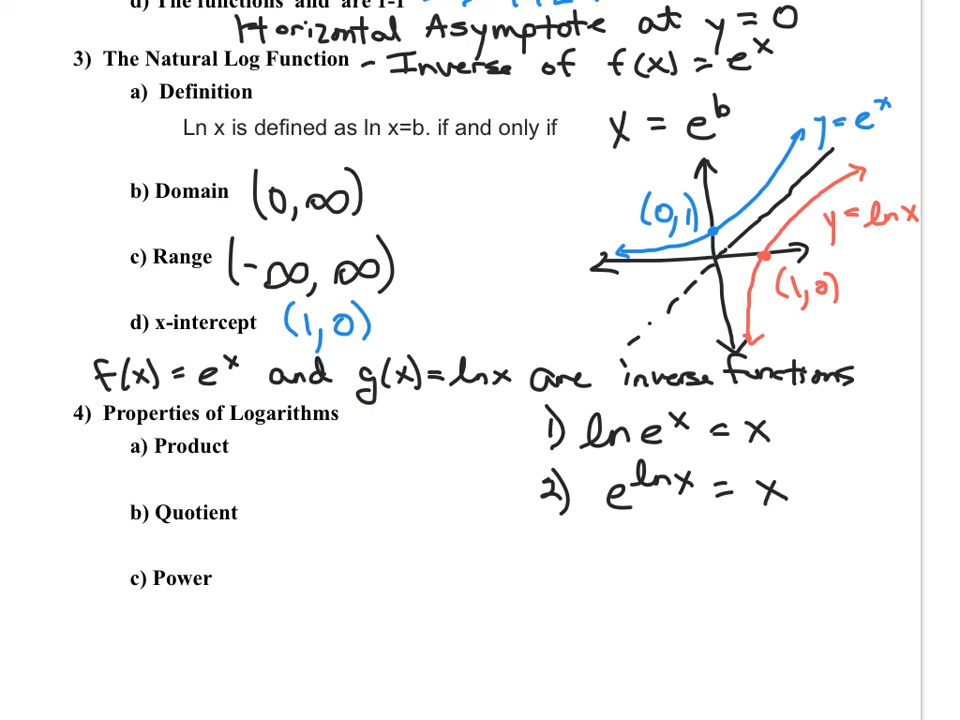 d) The functions and are 1-1
Horizontal Asymptote at y = 0
3) The Natural Log Function - Inverse of f(x) = e^x
a) Definition
Ln x is defined as ln x=b. if and only if x = e^b
y = e^x
b) Domain (0, ∞)
(0, 1)
y = ln x
c) Range (-∞, ∞)
(1, 0)
d) x-intercept (1, 0)
f(x) = e^x and g(x) = ln x are inverse functions
4) Properties of Logarithms
1) ln e^x = x
a) Product
2) e^ln x = x
b) Quotient
c) Power